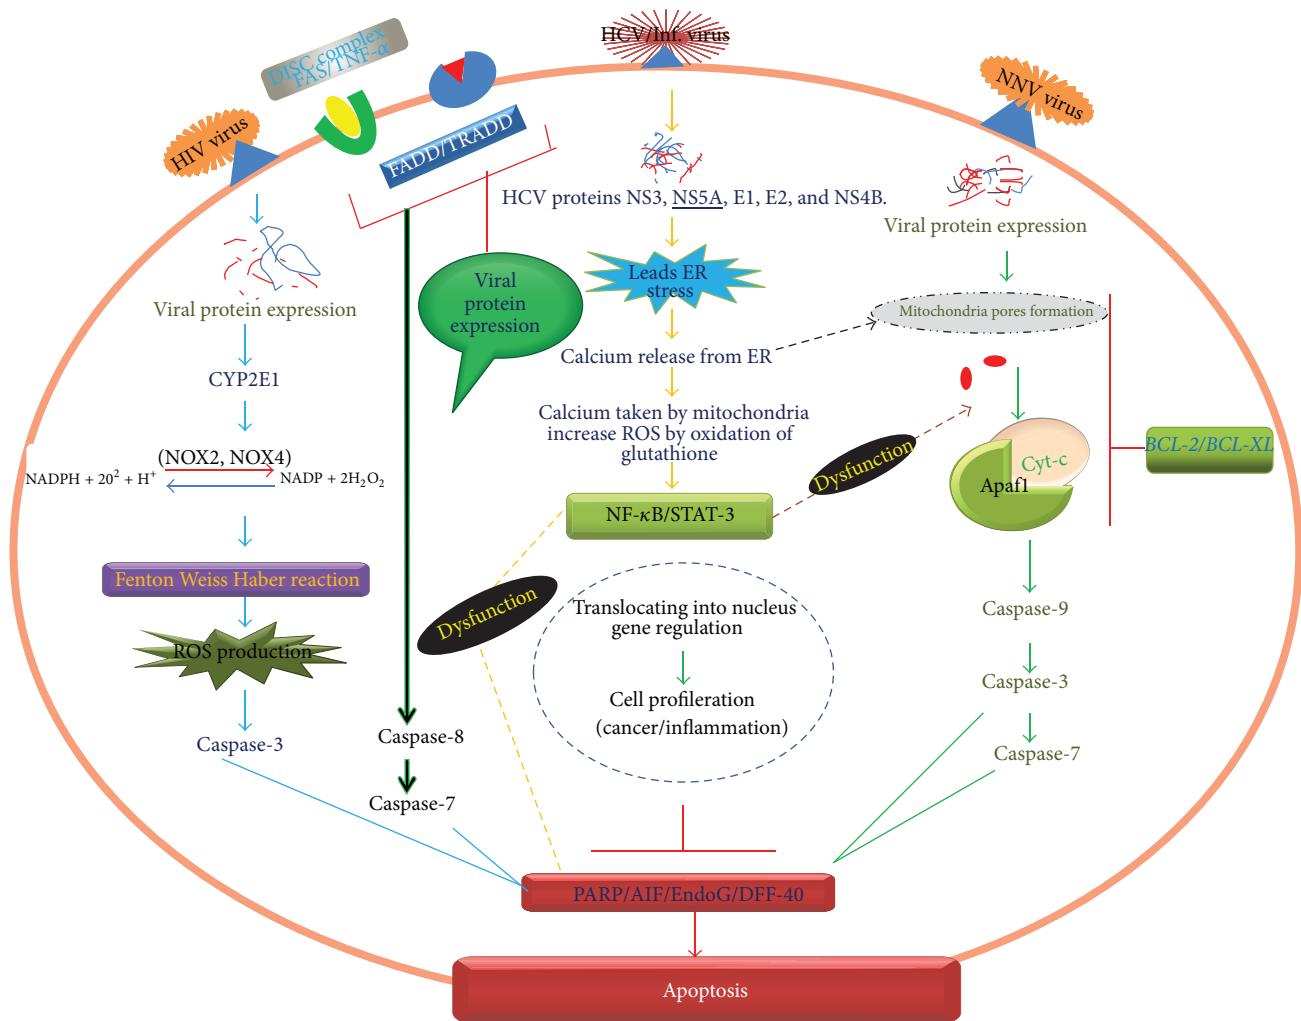 DISC complex
FAS/TNF-α
HCV/Inf. virus
NNV virus
HIV virus
FADD/TRADD
HCV proteins NS3, NS5A, E1, E2, and NS4B.
Viral protein expression
Viral
protein
expression
Leads ER
stress
Viral protein expression
Mitochondria pores formation
Calcium release from ER
CYP2E1
Calcium taken by mitochondria
increase ROS by oxidation of
glutathione
Dysfunction
BCL-2/BCL-XL
Cyt-c
Apaf1
(NOX2, NOX4)
NADPH + 20² + H⁺
NADP + 2H₂O₂
NF-κB/STAT-3
Fenton Weiss Haber reaction
Dysfunction
Translocating into nucleus
gene regulation
Caspase-9
ROS production
Cell profileration
(cancer/inflammation)
Caspase-3
Caspase-3
Caspase-8
Caspase-7
Caspase-7
PARP/AIF/EndoG/DFF-40
Apoptosis